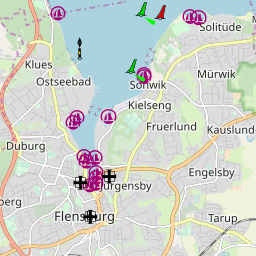 Solitüde
Klues
Ostseebad
Mürwik
Sonwik
Kielseng
Fruerlund
Kauslund
Duburg
Engelsby
Jürgensby
Flensburg
Tarup